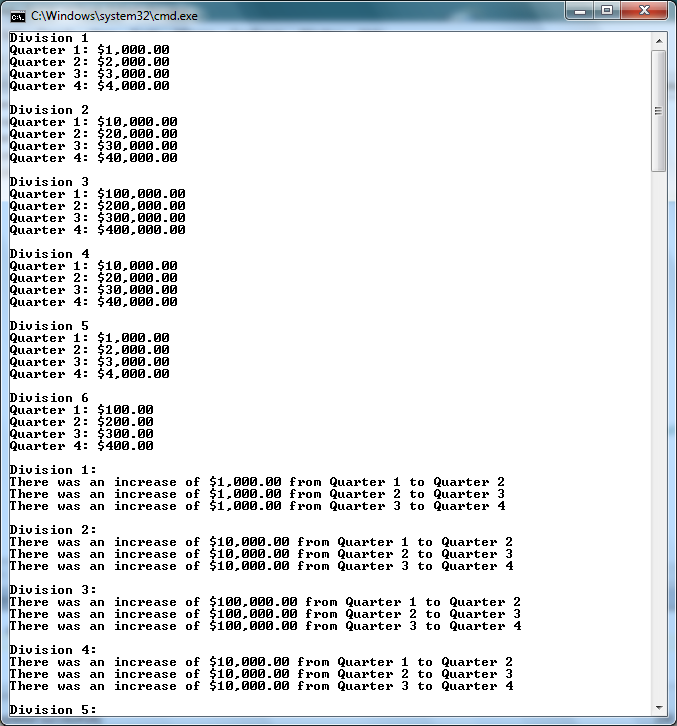 C:\Windows\system32\cmd.exe
Division 1
Quarter 1: $1,000.00
Quarter 2: $2,000.00
Quarter 3: $3,000.00
Quarter 4: $4,000.00
Division 2
Quarter 1: $10,000.00
Quarter 2: $20,000.00
Quarter 3: $30,000.00
Quarter 4: $40,000.00
Division 3
Quarter 1: $100,000.00
Quarter 2: $200,000.00
Quarter 3: $300,000.00
Quarter 4: $400,000.00
Division 4
Quarter 1: $10,000.00
Quarter 2: $20,000.00
Quarter 3: $30,000.00
Quarter 4: $40,000.00
Division 5
Quarter 1: $1,000.00
Quarter 2: $2,000.00
Quarter 3: $3,000.00
Quarter 4: $4,000.00
Division 6
Quarter 1: $100.00
Quarter 2: $200.00
Quarter 3: $300.00
Quarter 4: $400.00
Division 1:
There was an increase of $1,000.00 from Quarter 1 to Quarter 2
There was an increase of $1,000.00 from Quarter 2 to Quarter 3
There was an increase of $1,000.00 from Quarter 3 to Quarter 4
Division 2:
There was an increase of $10,000.00 from Quarter 1 to Quarter 2
There was an increase of $10,000.00 from Quarter 2 to Quarter 3
There was an increase of $10,000.00 from Quarter 3 to Quarter 4
Division 3:
There was an increase of $100,000.00 from Quarter 1 to Quarter 2
There was an increase of $100,000.00 from Quarter 2 to Quarter 3
There was an increase of $100,000.00 from Quarter 3 to Quarter 4
Division 4:
There was an increase of $10,000.00 from Quarter 1 to Quarter 2
There was an increase of $10,000.00 from Quarter 2 to Quarter 3
There was an increase of $10,000.00 from Quarter 3 to Quarter 4
Division 5: